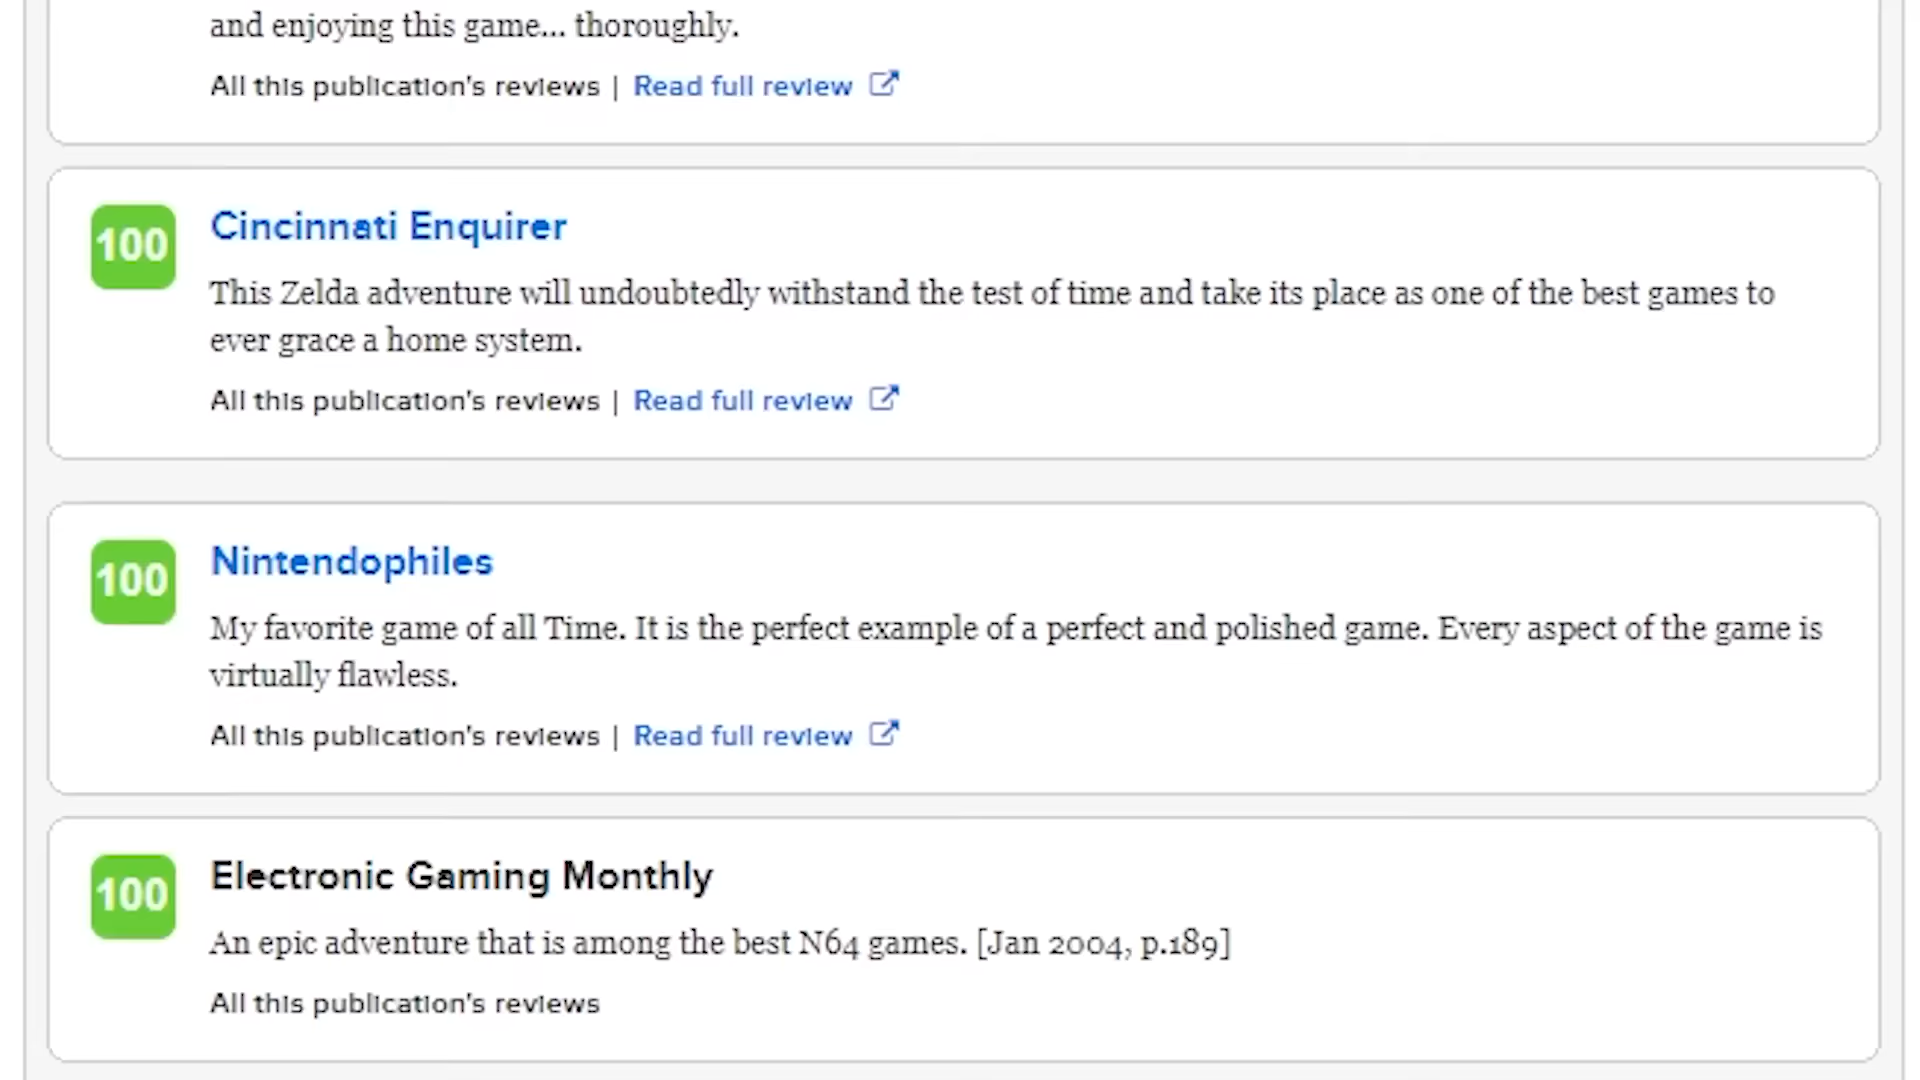 and enjoying this game... thoroughly.
All this publication's reviews | Read full review
100
Cincinnati Enquirer
This Zelda adventure will undoubtedly withstand the test of time and take its place as one of the best games to
ever grace a home system.
All this publication's reviews | Read full review
100
Nintendophiles
My favorite game of all Time. It is the perfect example of a perfect and polished game. Every aspect of the game is
virtually flawless.
All this publication's reviews | Read full review
100
Electronic Gaming Monthly
An epic adventure that is among the best N64 games. [Jan 2004, p.189]
All this publication's reviews